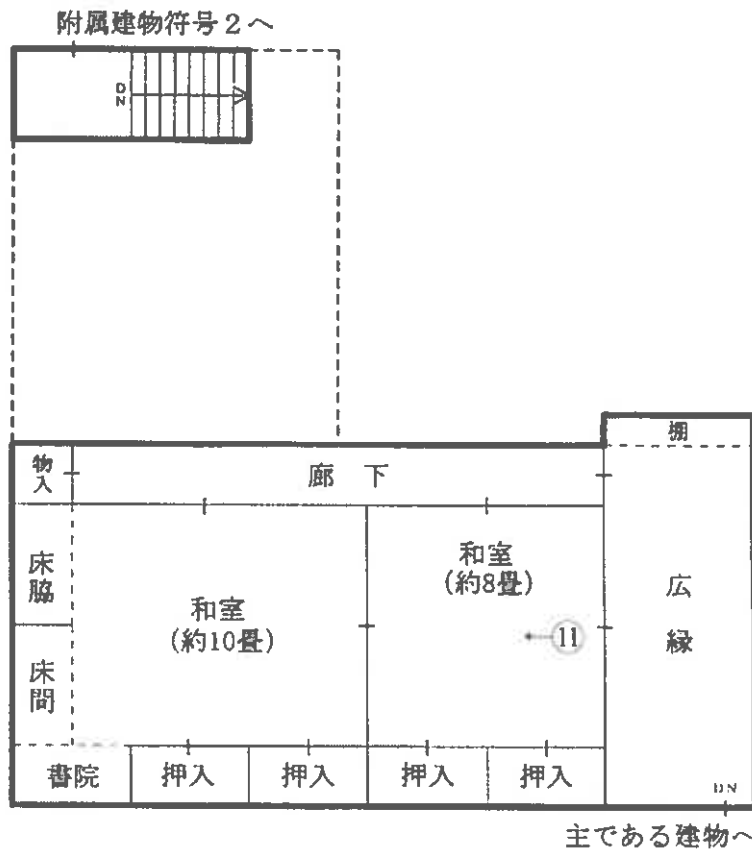 附属建物符号2へ
DN
棚
物入
廊下
和室
(約8畳)
床脇
和室
(約10畳)
広縁
11
床間
書院
押入
押入
押入
押入
DN
主である建物へ